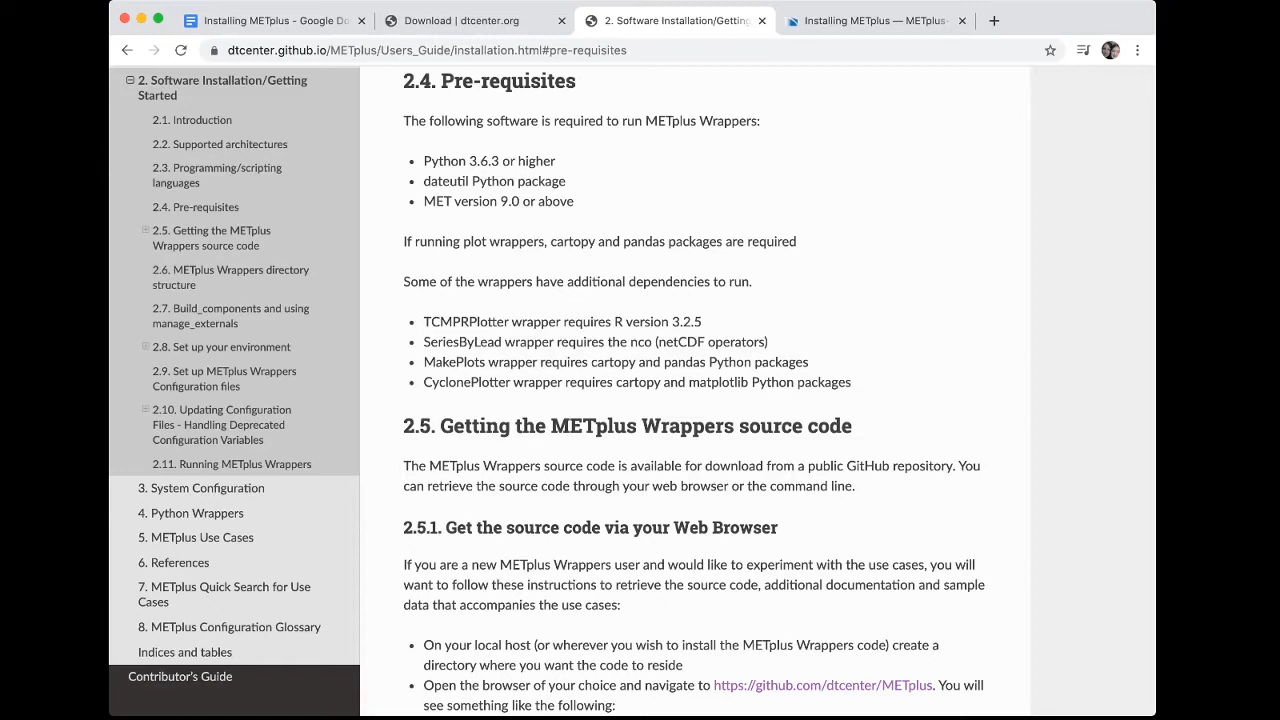 Installing METplus - Google Do
Download | dtcenter.org
2. Software Installation/Getting
Installing METplus — METplus
dtcenter.github.io/METplus/Users_Guide/installation.html#pre-requisites
2. Software Installation/Getting
Started
2.1. Introduction
2.2. Supported architectures
2.3. Programming/scripting
languages
2.4. Pre-requisites
2.5. Getting the METplus
Wrappers source code
2.6. METplus Wrappers directory
structure
2.7. Build_components and using
manage_externals
2.8. Set up your environment
2.9. Set up METplus Wrappers
Configuration files
2.10. Updating Configuration
Files - Handling Deprecated
Configuration Variables
2.11. Running METplus Wrappers
3. System Configuration
4. Python Wrappers
5. METplus Use Cases
6. References
7. METplus Quick Search for Use
Cases
8. METplus Configuration Glossary
Indices and tables
Contributor's Guide
2.4. Pre-requisites
The following software is required to run METplus Wrappers:
• Python 3.6.3 or higher
• dateutil Python package
• MET version 9.0 or above
If running plot wrappers, cartopy and pandas packages are required
Some of the wrappers have additional dependencies to run.
• TCMPRPlotter wrapper requires R version 3.2.5
• SeriesByLead wrapper requires the nco (netCDF operators)
• MakePlots wrapper requires cartopy and pandas Python packages
• CyclonePlotter wrapper requires cartopy and matplotlib Python packages
2.5. Getting the METplus Wrappers source code
The METplus Wrappers source code is available for download from a public GitHub repository. You
can retrieve the source code through your web browser or the command line.
2.5.1. Get the source code via your Web Browser
If you are a new METplus Wrappers user and would like to experiment with the use cases, you will
want to follow these instructions to retrieve the source code, additional documentation and sample
data that accompanies the use cases:
• On your local host (or wherever you wish to install the METplus Wrappers code) create a
directory where you want the code to reside
• Open the browser of your choice and navigate to https://github.com/dtcenter/METplus. You will
see something like the following: